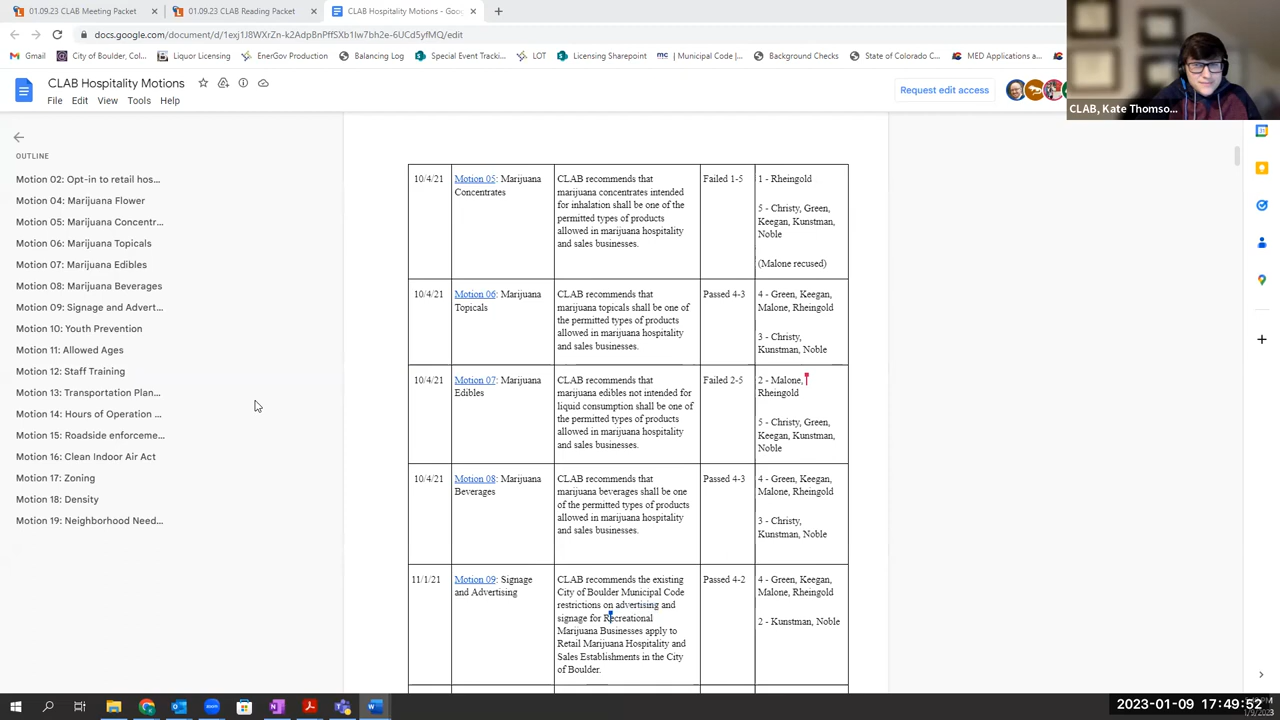 01.09.23 CLAB Meeting Packet
01.09.23 CLAB Reading Packet
CLAB Hospitality Motions - Goo
Gmail
City of Boulder, Col...
Liquor Licensing
EnerGov Production
Balancing Log
Special Event Tracki...
LOT
Licensing Sharepoint
mc | Municipal Code |...
Background Checks
State of Colorado C...
MED Applications a
CLAB Hospitality Motions
File Edit View Tools Help
Request edit access
CLAB, Kate Thomso...
OUTLINE
Motion 02: Opt-in to retail hos...
Motion 04: Marijuana Flower
Motion 05: Marijuana Concentr...
Motion 06: Marijuana Topicals
Motion 07: Marijuana Edibles
Motion 08: Marijuana Beverages
Motion 09: Signage and Advert...
Motion 10: Youth Prevention
Motion 11: Allowed Ages
Motion 12: Staff Training
Motion 13: Transportation Plan...
Motion 14: Hours of Operation ...
Motion 15: Roadside enforceme...
Motion 16: Clean Indoor Air Act
Motion 17: Zoning
Motion 18: Density
Motion 19: Neighborhood Need...
10/4/21
Motion 05: Marijuana
Concentrates
CLAB recommends that
marijuana concentrates intended
for inhalation shall be one of the
permitted types of products
allowed in marijuana hospitality
and sales businesses.
Failed 1-5
1 - Rheingold
5 - Christy, Green,
Keegan, Kunstman,
Noble
(Malone recused)
10/4/21
Motion 06: Marijuana
Topicals
CLAB recommends that
marijuana topicals shall be one of
the permitted types of products
allowed in marijuana hospitality
and sales businesses.
Passed 4-3
4 - Green, Keegan,
Malone, Rheingold
3 - Christy,
Kunstman, Noble
10/4/21
Motion 07: Marijuana
Edibles
CLAB recommends that
marijuana edibles not intended for
liquid consumption shall be one of
the permitted types of products
allowed in marijuana hospitality
and sales businesses.
Failed 2-5
2 - Malone,
Rheingold
5 - Christy, Green,
Keegan, Kunstman,
Noble
10/4/21
Motion 08: Marijuana
Beverages
CLAB recommends that
marijuana beverages shall be one
of the permitted types of products
allowed in marijuana hospitality
and sales businesses.
Passed 4-3
4 - Green, Keegan,
Malone, Rheingold
3 - Christy,
Kunstman, Noble
11/1/21
Motion 09: Signage
and Advertising
CLAB recommends the existing
City of Boulder Municipal Code
restrictions on advertising and
signage for Recreational
Marijuana Businesses apply to
Retail Marijuana Hospitality and
Sales Establishments in the City
of Boulder.
Passed 4-2
4 - Green, Keegan,
Malone, Rheingold
2 - Kunstman, Noble
2023-01-09 17:49:52